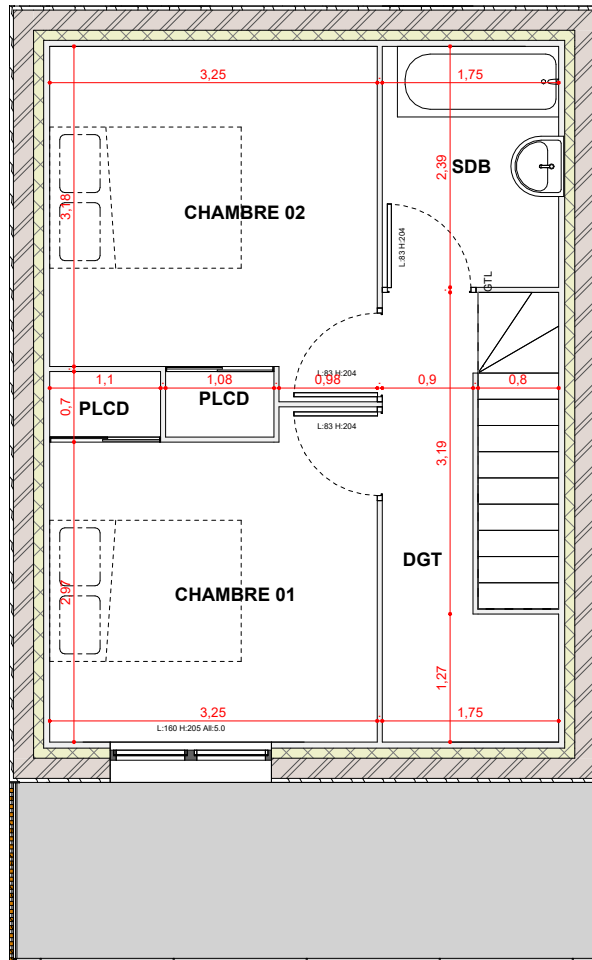 3,25
1,75
SDB
2,39
3,18
CHAMBRE 02
L:83 H:204
GTL
L:83 H:204
1,1
1,08
0,98
0,9
0,8
PLCD
PLCD
0,7
L:83 H:204
3,19
DGT
2,97
CHAMBRE 01
1,27
3,25
1,75
L:160 H:205 All:5.0